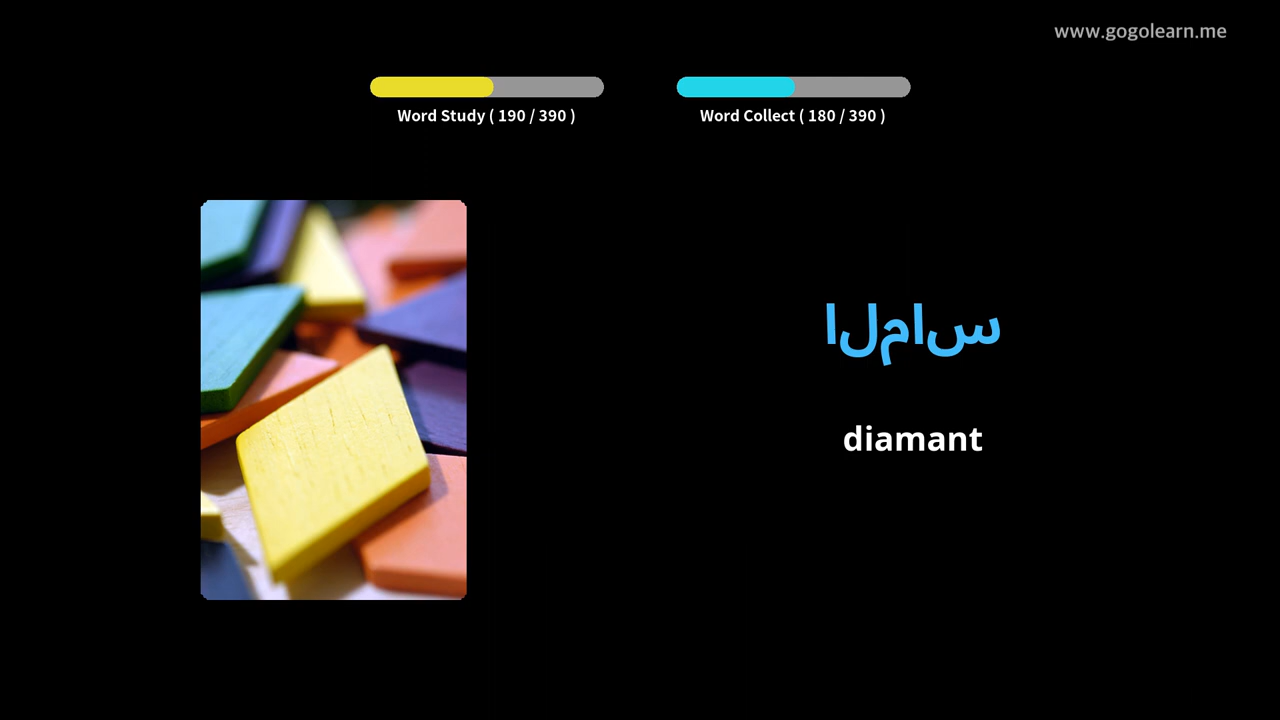 www.gogolearn.me
Word Study ( 190 / 390 )
Word Collect ( 180 / 390 )
الماس
diamant